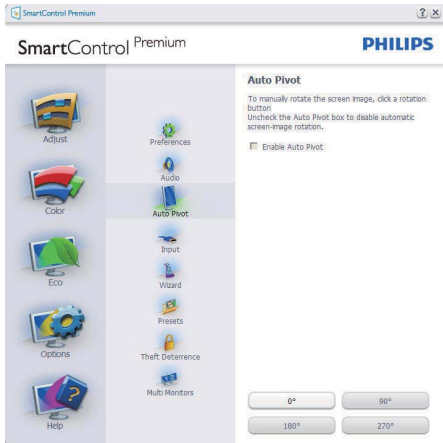 SmartControl Premium
SmartControl Premium
PHILIPS
Adjust
Color
Eco
Options
Help
Preferences
Audio
Auto Pivot
Input
Wizard
Presets
Theft Deterrence
Multi Monitors
Auto Pivot
To manually rotate the screen image, click a rotation
button
Uncheck the Auto Pivot box to disable automatic
screen-image rotation.
Enable Auto Pivot
0°
90°
180°
270°